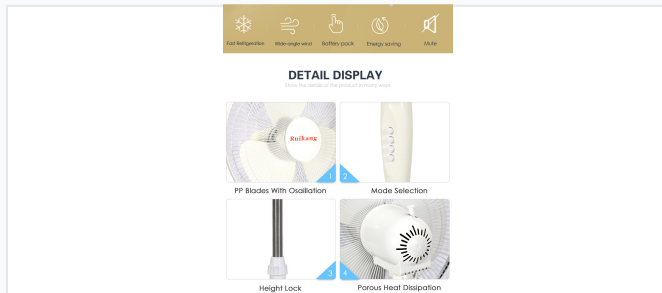 Fast Refrigeration
Wide-angle wind
Battery pack
Energy saving
Mute
DETAIL DISPLAY
Show the details of the product in many ways
Ruikang
1
2
PP Blades With Osaillation
Mode Selection
3
4
Height Lock
Porous Heat Dissipation